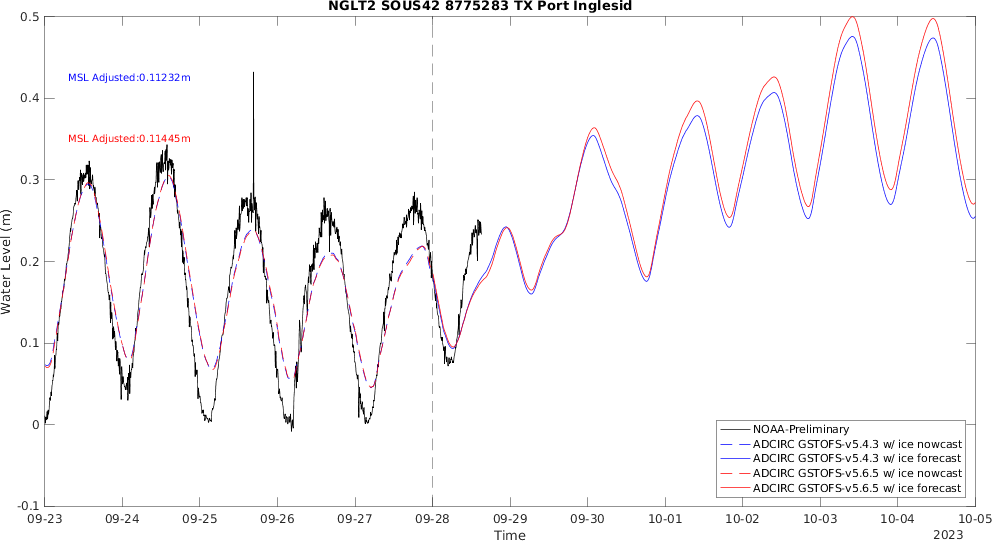 NGLT2 SOUS42 8775283 TX Port Inglesid
Water Level (m)
0.5
0.4
0.3
0.2
0.1
0
-0.1
MSL Adjusted:0.11232m
MSL Adjusted:0.11445m
NOAA-Preliminary
ADCIRC GSTOFS-v5.4.3 w/ ice nowcast
ADCIRC GSTOFS-v5.4.3 w/ ice forecast
ADCIRC GSTOFS-v5.6.5 w/ ice nowcast
ADCIRC GSTOFS-v5.6.5 w/ ice forecast
09-23 09-24 09-25 09-26 09-27 09-28 09-29 09-30 10-01 10-02 10-03 10-04 10-05
Time
2023